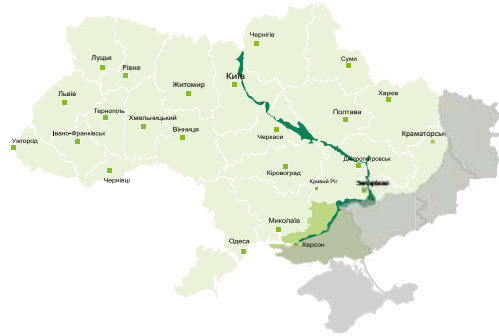 Чернігів
Суми
Луцьк
Рівне
Київ
Житомир
Харків
Львів
Тернопіль
Хмельницький
Полтава
Івано-Франківськ
Вінниця
Черкаси
Краматорськ
Ужгород
Дніпропетровськ
Чернівці
Кіровоград
Кривий Ріг
Миколаїв
Одеса
Херсон